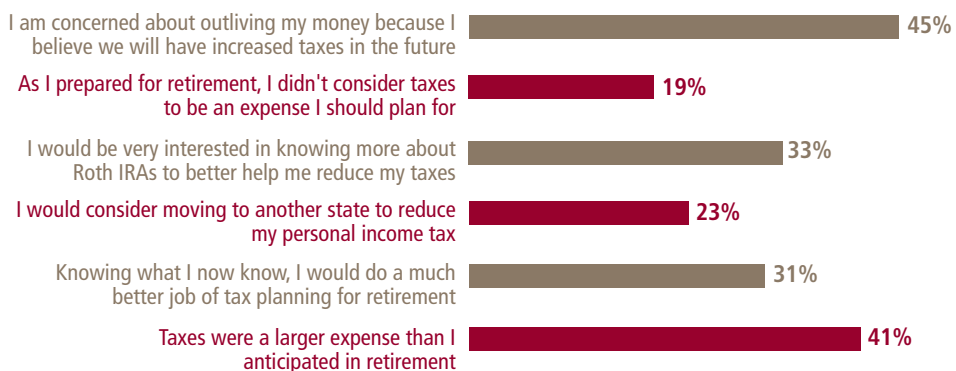 I am concerned about outliving my money because I
believe we will have increased taxes in the future
45%
As I prepared for retirement, I didn't consider taxes
to be an expense I should plan for
19%
I would be very interested in knowing more about
Roth IRAs to better help me reduce my taxes
33%
I would consider moving to another state to reduce
my personal income tax
23%
Knowing what I now know, I would do a much
better job of tax planning for retirement
31%
Taxes were a larger expense than I
anticipated in retirement
41%